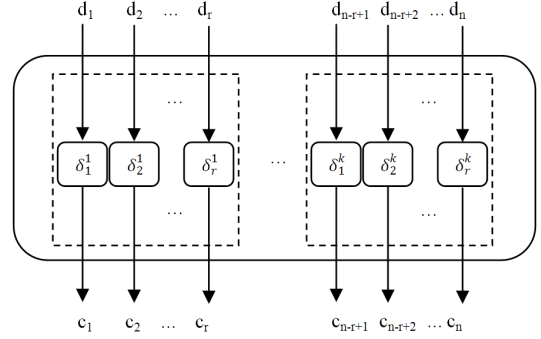 d₁ d₂ ... dᵣ dₙ₋ᵣ₊₁ dₙ₋ᵣ₊₂ ... dₙ
... ...
δ₁¹ δ₂¹ δᵣ¹ ... δ₁ᵏ δ₂ᵏ δᵣᵏ
... ...
c₁ c₂ ... cᵣ cₙ₋ᵣ₊₁ cₙ₋ᵣ₊₂ ... cₙ